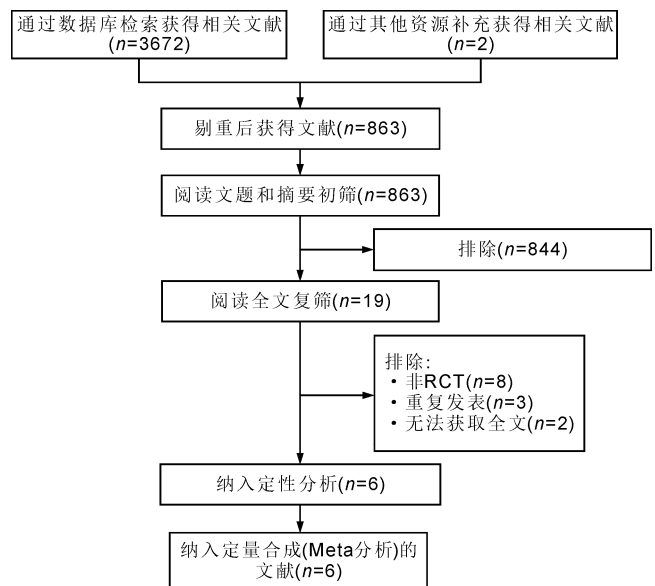 通过数据库检索获得相关文献
(n=3672)
通过其他资源补充获得相关文献
(n=2)
剔重后获得文献(n=863)
阅读文题和摘要初筛(n=863)
排除(n=844)
阅读全文复筛(n=19)
排除:
• 非RCT(n=8)
• 重复发表(n=3)
• 无法获取全文(n=2)
纳入定性分析(n=6)
纳入定量合成(Meta分析)的
文献(n=6)